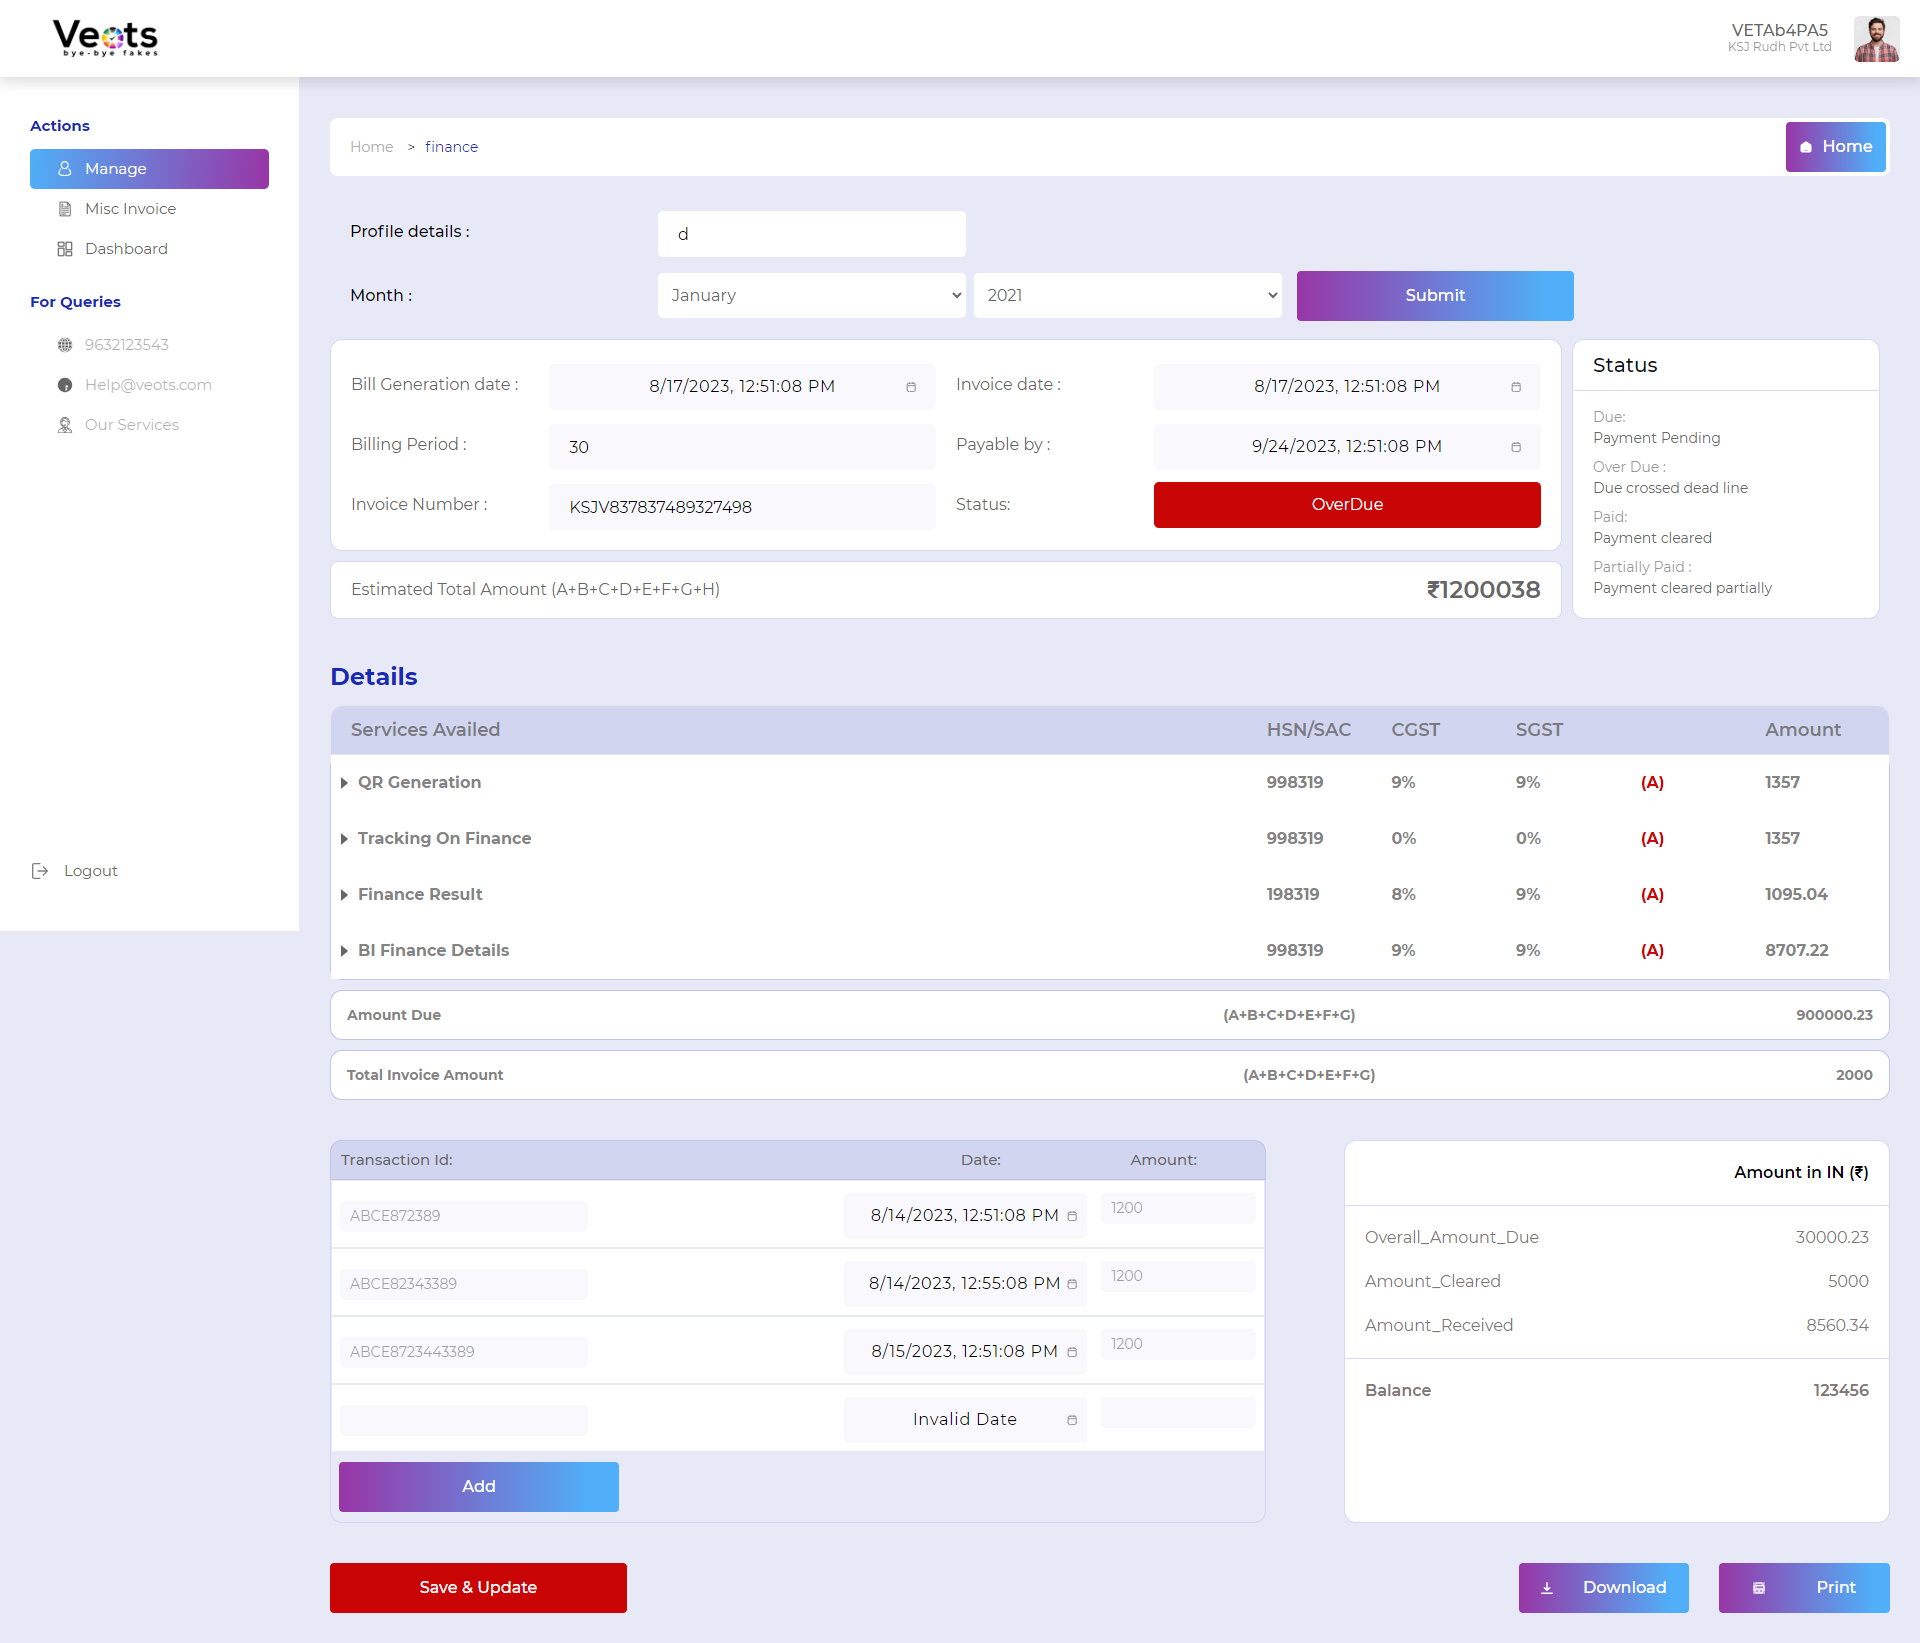 Veots
bye-bye fakes
VETAb4PA5
KSJ Rudh Pvt Ltd
Actions
Manage
Misc Invoice
Dashboard
For Queries
9632123543
Help@veots.com
Our Services
Logout
Home > finance
Home
Profile details : d
Month : January 2021 Submit
Bill Generation date : 8/17/2023, 12:51:08 PM Invoice date : 8/17/2023, 12:51:08 PM
Billing Period : 30 Payable by : 9/24/2023, 12:51:08 PM
Invoice Number : KSJV837837489327498 Status: OverDue
Estimated Total Amount (A+B+C+D+E+F+G+H) ₹1200038
Status
Due:
Payment Pending
Over Due :
Due crossed dead line
Paid:
Payment cleared
Partially Paid :
Payment cleared partially
Details
Services Availed HSN/SAC CGST SGST Amount
QR Generation 998319 9% 9% (A) 1357
Tracking On Finance 998319 0% 0% (A) 1357
Finance Result 198319 8% 9% (A) 1095.04
BI Finance Details 998319 9% 9% (A) 8707.22
Amount Due (A+B+C+D+E+F+G) 900000.23
Total Invoice Amount (A+B+C+D+E+F+G) 2000
Transaction Id: Date: Amount:
ABCE872389 8/14/2023, 12:51:08 PM 1200
ABCE82343389 8/14/2023, 12:55:08 PM 1200
ABCE8723443389 8/15/2023, 12:51:08 PM 1200
Invalid Date
Add
Amount in IN (₹)
Overall_Amount_Due 30000.23
Amount_Cleared 5000
Amount_Received 8560.34
Balance 123456
Save & Update
Download
Print